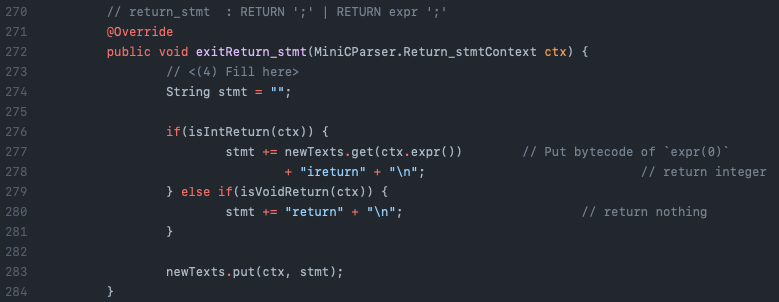 270 // return_stmt : RETURN ';' | RETURN expr ';'
271 @Override
272 public void exitReturn_stmt(MiniCParser.Return_stmtContext ctx) {
273 // <(4) Fill here>
274 String stmt = "";
275
276 if(isIntReturn(ctx)) {
277 stmt += newTexts.get(ctx.expr()) // Put bytecode of `expr(0)`
278 + "ireturn" + "\n"; // return integer
279 } else if(isVoidReturn(ctx)) {
280 stmt += "return" + "\n"; // return nothing
281 }
282
283 newTexts.put(ctx, stmt);
284 }